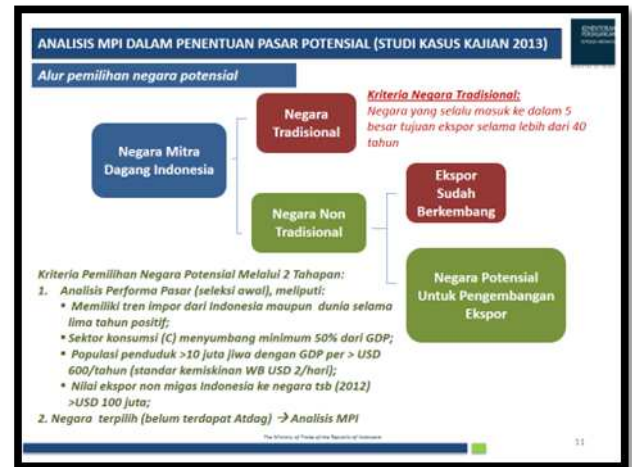 ANALISIS MPI DALAM PENENTUAN PASAR POTENSIAL (STUDI KASUS KAJIAN 2013)
Alur pemilihan negara potensial
Negara Mitra
Dagang Indonesia
Negara
Tradisional
Kriteria Negara Tradisional:
Negara yang selalu masuk ke dalam 5
besar tujuan ekspor selama lebih dari 40
tahun
Negara Non
Tradisional
Ekspor
Sudah
Berkembang
Negara Potensial
Untuk Pengembangan
Ekspor
Kriteria Pemilihan Negara Potensial Melalui 2 Tahapan:
1. Analisis Performa Pasar (seleksi awal), meliputi:
▪ Memiliki tren impor dari Indonesia maupun dunia selama
lima tahun positif;
▪ Sektor konsumsi (C) menyumbang minimum 50% dari GDP;
▪ Populasi penduduk >10 juta jiwa dengan GDP per > USD
600/tahun (standar kemiskinan WB USD 2/hari);
▪ Nilai ekspor non migas Indonesia ke negara tsb (2012)
>USD 100 juta;
2. Negara terpilih (belum terdapat Atdag) → Analisis MPI
The Ministry of Trade of the Republic of Indonesia
11